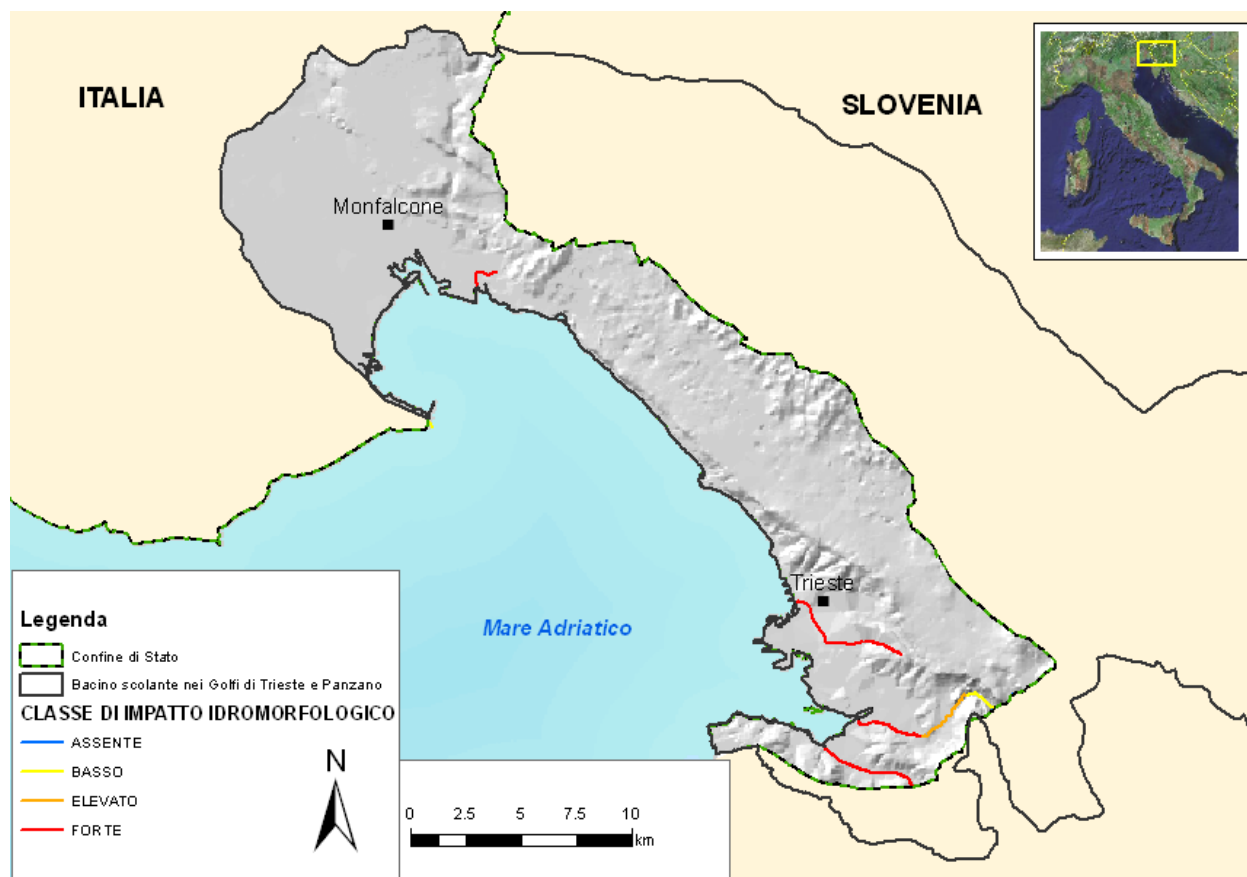 ITALIA
SLOVENIA
Monfalcone
Trieste
Mare Adriatico
Legenda
Confine di Stato
Bacino scolante nei Golfi di Trieste e Panzano
CLASSE DI IMPATTO IDROMORFOLOGICO
ASSENTE
BASSO
ELEVATO
FORTE
N
0 2.5 5 7.5 10
km